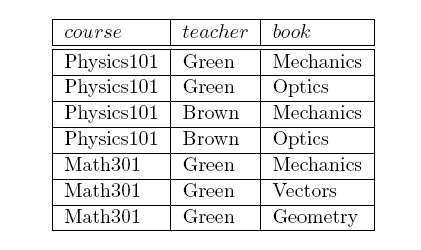 course teacher book
Physics101 Green Mechanics
Physics101 Green Optics
Physics101 Brown Mechanics
Physics101 Brown Optics
Math301 Green Mechanics
Math301 Green Vectors
Math301 Green Geometry